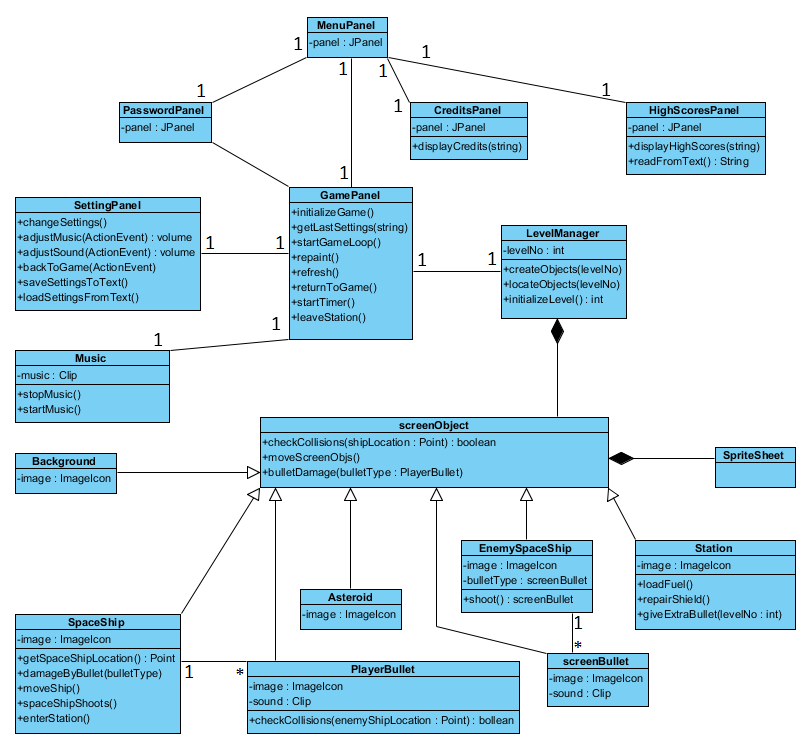 MenuPanel
-panel : JPanel
1
1
1
1
1
1
1
1
PasswordPanel
-panel : JPanel
CreditsPanel
-panel : JPanel
+displayCredits(string)
HighScoresPanel
-panel : JPanel
+displayHighScores(string)
+readFromText() : String
SettingPanel
+changeSettings()
+adjustMusic(ActionEvent) : volume
+adjustSound(ActionEvent) : volume
+backToGame(ActionEvent)
+saveSettingsToText()
+loadSettingsFromText()
1
1
GamePanel
+initializeGame()
+getLastSettings(string)
+startGameLoop()
+repaint()
+refresh()
+returnToGame()
+startTimer()
+leaveStation()
1
1
LevelManager
-levelNo : int
+createObjects(levelNo)
+locateObjects(levelNo)
+initializeLevel() : int
1
1
Music
-music : Clip
+stopMusic()
+startMusic()
screenObject
+checkCollisions(shipLocation : Point) : boolean
+moveScreenObjs()
+bulletDamage(bulletType : PlayerBullet)
Background
-image : ImageIcon
SpriteSheet
EnemySpaceShip
-image : ImageIcon
-bulletType : screenBullet
+shoot() : screenBullet
Station
-image : ImageIcon
+loadFuel()
+repairShield()
+giveExtraBullet(levelNo : int)
Asteroid
-image : ImageIcon
SpaceShip
-image : ImageIcon
+getSpaceShipLocation() : Point
+damageByBullet(bulletType)
+moveShip()
+spaceShipShoots()
+enterStation()
1
*
1
*
PlayerBullet
-image : ImageIcon
-sound : Clip
+checkCollisions(enemyShipLocation : Point) : bollean
screenBullet
-image : ImageIcon
-sound : Clip